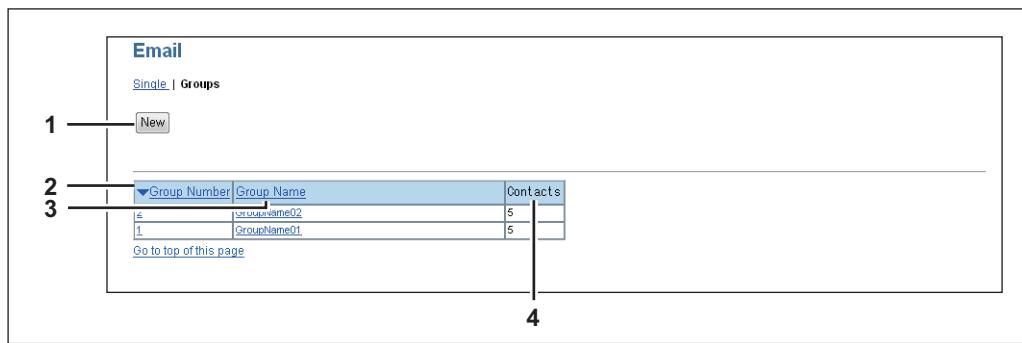 Email
Single | Groups
1 New
2 ▼Group Number Group Name Contacts
3
2 GroupName02 5
1 GroupName01 5
Go to top of this page
4